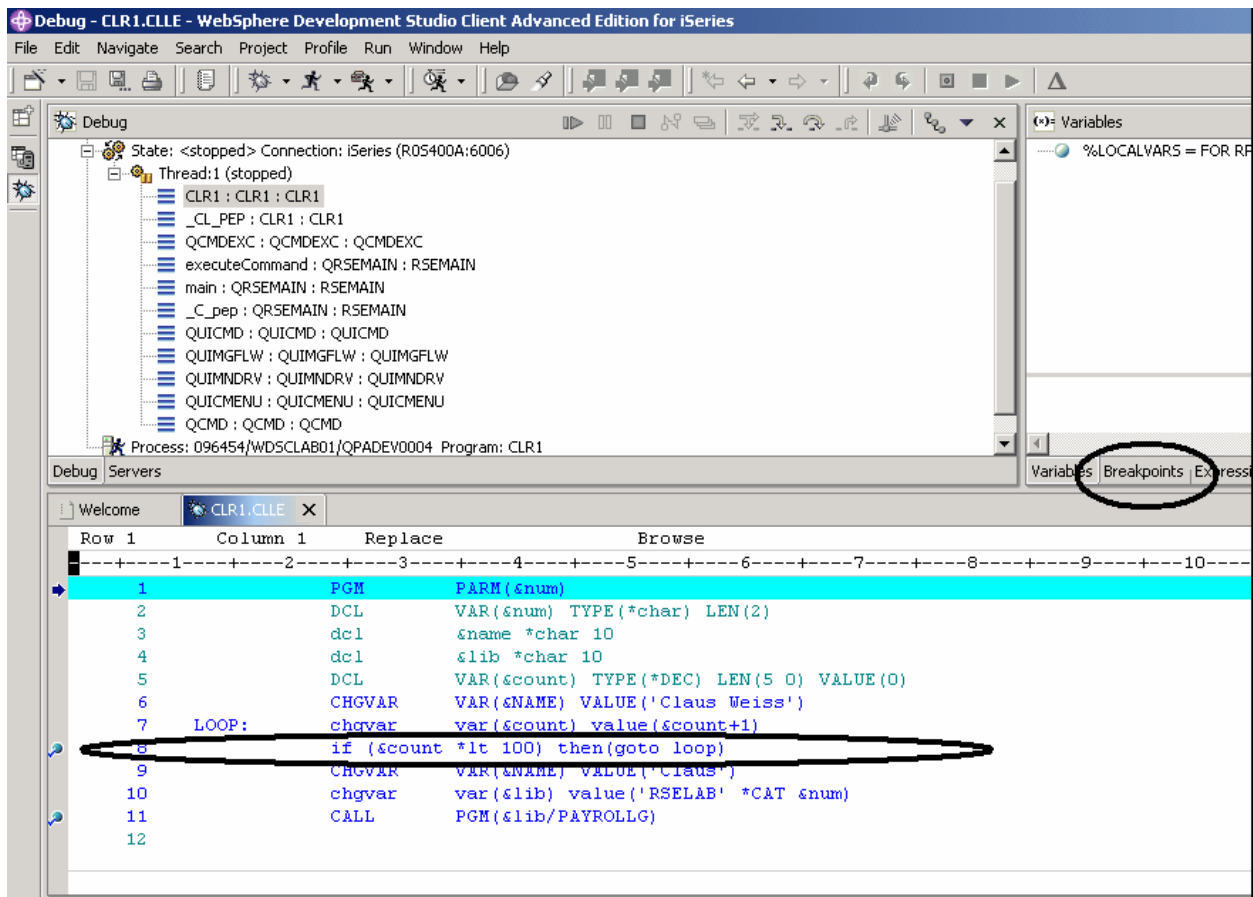 Debug - CLR1.CLLE - WebSphere Development Studio Client Advanced Edition for iSeries
File Edit Navigate Search Project Profile Run Window Help
Debug
State: <stopped> Connection: iSeries (R0S400A:6006)
Thread:1 (stopped)
CLR1 : CLR1 : CLR1
_CL_PEP : CLR1 : CLR1
QCMDEXC : QCMDEXC : QCMDEXC
executeCommand : QRSEMAIN : RSEMAIN
main : QRSEMAIN : RSEMAIN
_C_pep : QRSEMAIN : RSEMAIN
QUICMD : QUICMD : QUICMD
QUIMGFLW : QUIMGFLW : QUIMGFLW
QUIMNDRV : QUIMNDRV : QUIMNDRV
QUICMENU : QUICMENU : QUICMENU
QCMD : QCMD : QCMD
Process: 096454/WDSCLAB01/QPADEV0004 Program: CLR1
Debug Servers
(x)= Variables
%LOCALVARS = FOR RP
Variables Breakpoints Expressi
Welcome CLR1.CLLE X
Row 1 Column 1 Replace Browse
----+----1----+----2----+----3----+----4----+----5----+----6----+----7----+----8----+----9----+---10----
1 PGM PARM(&num)
2 DCL VAR(&num) TYPE(*char) LEN(2)
3 dcl &name *char 10
4 dcl &lib *char 10
5 DCL VAR(&count) TYPE(*DEC) LEN(5 0) VALUE(0)
6 CHGVAR VAR(&NAME) VALUE('Claus Weiss')
7 LOOP: chgvar var(&count) value(&count+1)
8 if (&count *lt 100) then(goto loop)
9 CHGVAR VAR(&NAME) VALUE('Claus')
10 chgvar var(&lib) value('RSELAB' *CAT &num)
11 CALL PGM(&lib/PAYROLLG)
12